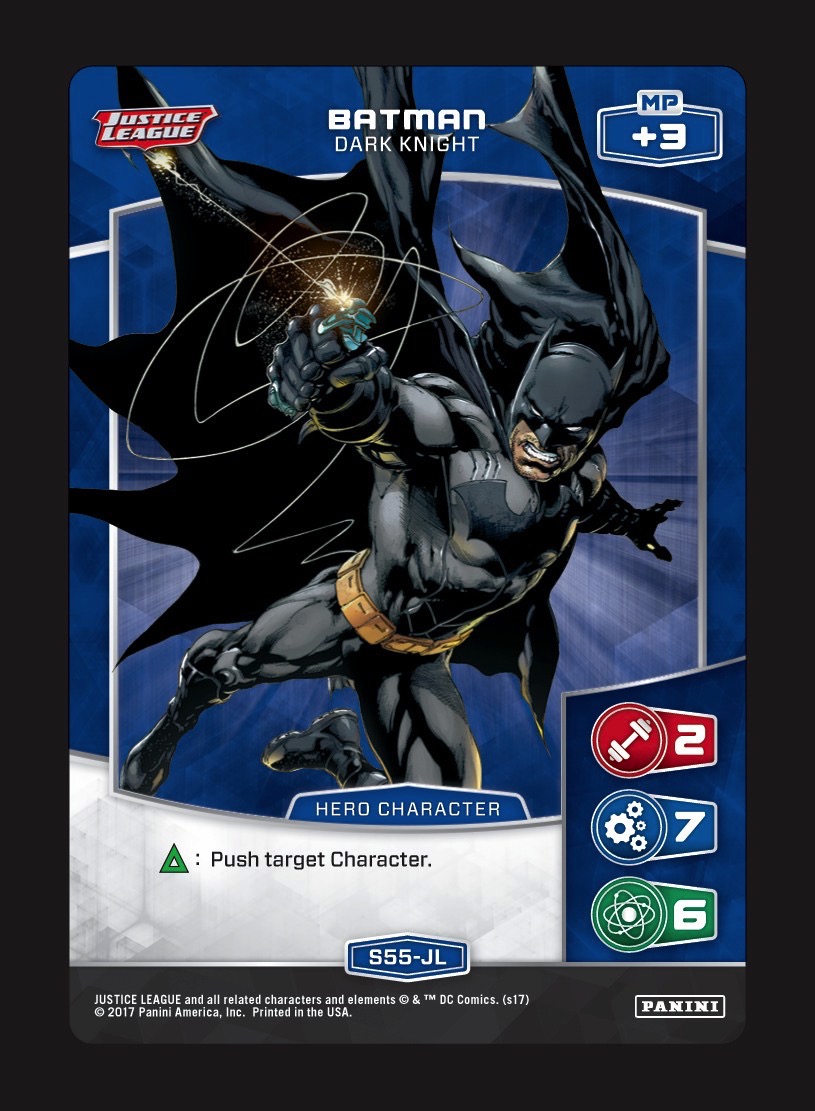 JUSTICE
LEAGUE
BATMAN
DARK KNIGHT
MP
+3
2
7
6
HERO CHARACTER
: Push target Character.
S55-JL
JUSTICE LEAGUE and all related characters and elements © & ™ DC Comics. (s17)
© 2017 Panini America, Inc. Printed in the USA.
PANINI